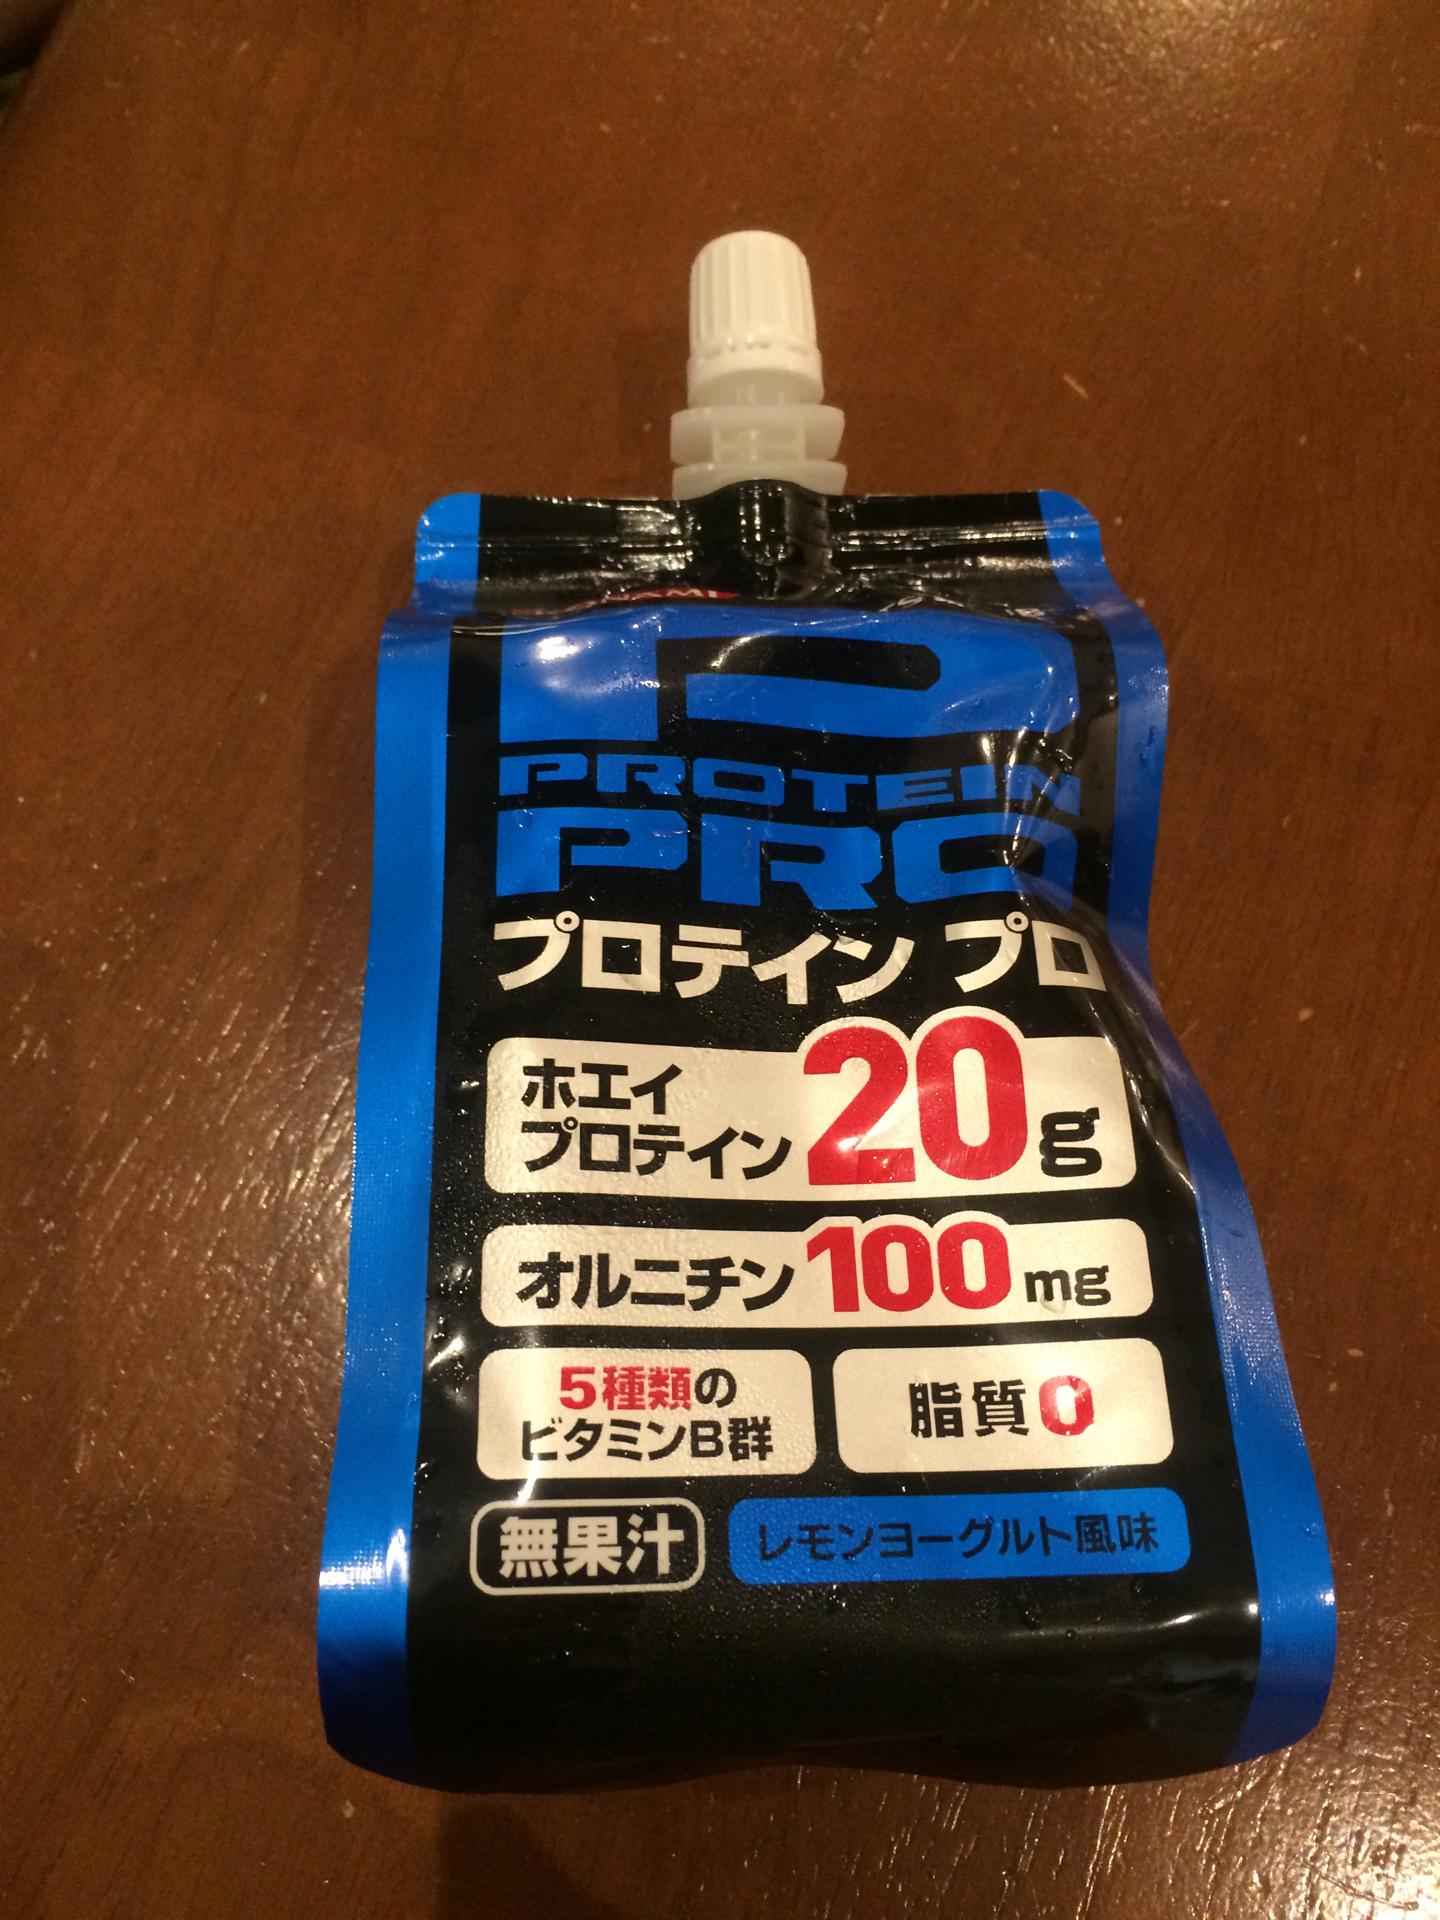 P
PROTEIN
PRO
プロテイン プロ
ホエイ
プロテイン 20g
オルニチン 100mg
5種類の
ビタミンB群
脂質0
無果汁
レモンヨーグルト風味